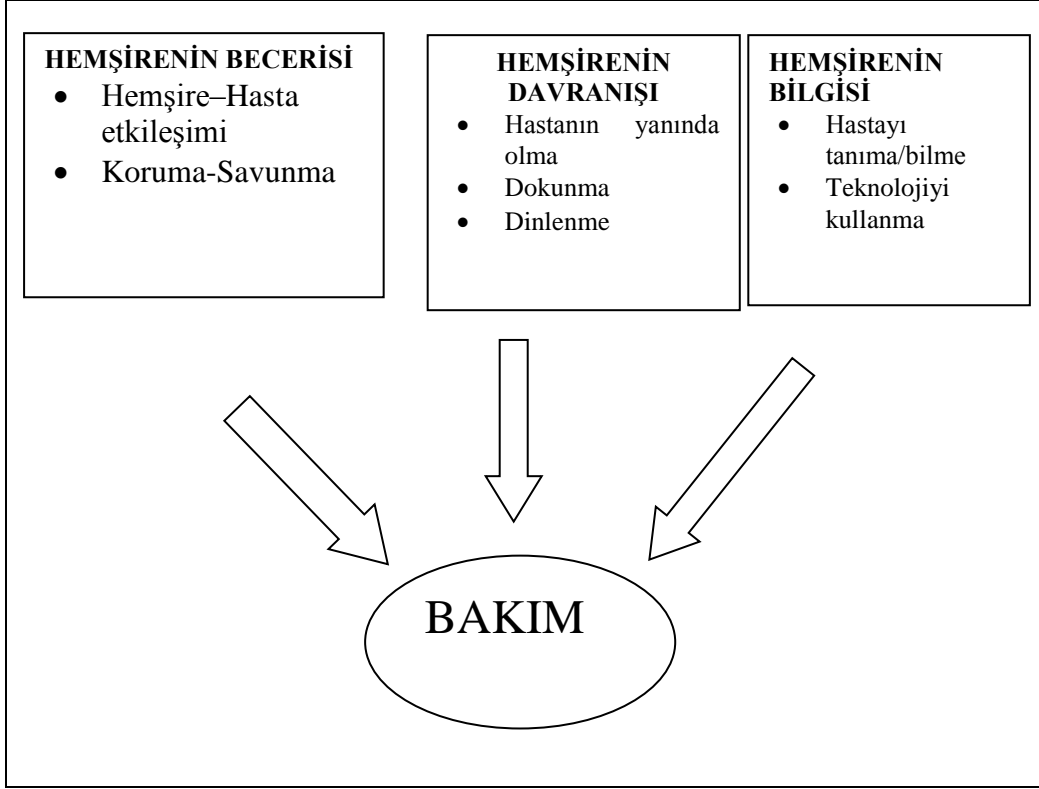 HEMŞİRENİN BECERİSİ
• Hemşire–Hasta
etkileşimi
• Koruma-Savunma
HEMŞİRENİN
DAVRANIŞI
• Hastanın yanında
olma
• Dokunma
• Dinlenme
HEMŞİRENİN
BİLGİSİ
• Hastayı
tanıma/bilme
• Teknolojiyi
kullanma
BAKIM